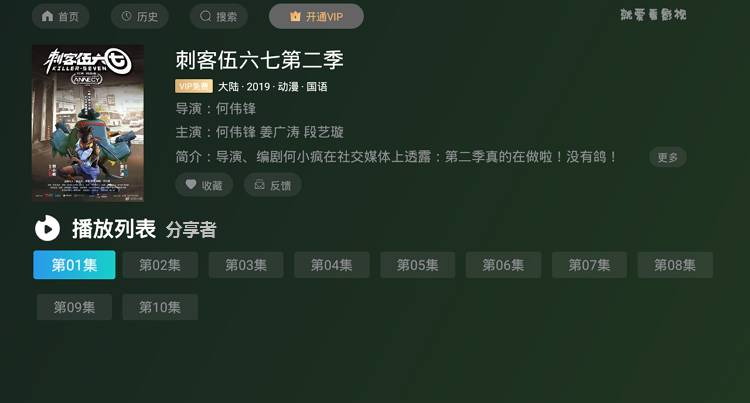 首页 历史 搜索 开通VIP 就爱看影视
刺客伍六七
KILLER SEVEN
ANNECY
刺客伍六七第二季
VIP免费 大陆·2019·动漫·国语
导演：何伟锋
主演：何伟锋 姜广涛 段艺璇
简介：导演、编剧何小疯在社交媒体上透露：第二季真的在做啦！没有鸽！ 更多
收藏 反馈
播放列表 分享者
第01集 第02集 第03集 第04集 第05集 第06集 第07集 第08集
第09集 第10集